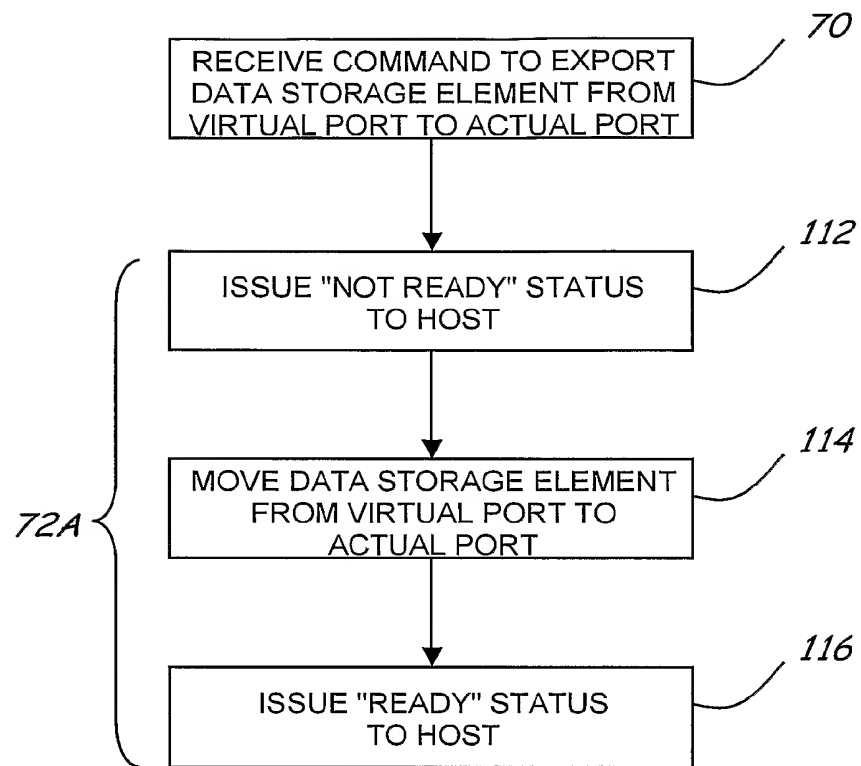 70
RECEIVE COMMAND TO EXPORT
DATA STORAGE ELEMENT FROM
VIRTUAL PORT TO ACTUAL PORT
112
ISSUE "NOT READY" STATUS
TO HOST
114
MOVE DATA STORAGE ELEMENT
FROM VIRTUAL PORT TO
ACTUAL PORT
72A
116
ISSUE "READY" STATUS
TO HOST